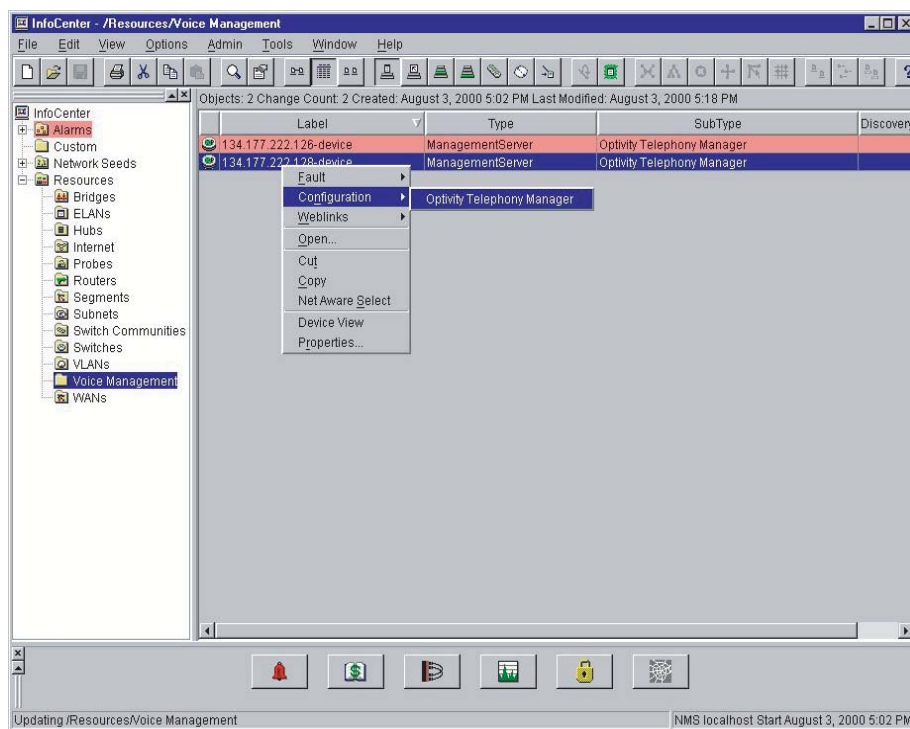 InfoCenter - /Resources/Voice Management
File Edit View Options Admin Tools Window Help
Objects: 2 Change Count: 2 Created: August 3, 2000 5:02 PM Last Modified: August 3, 2000 5:18 PM
InfoCenter
Alarms
Custom
Network Seeds
Resources
Bridges
ELANs
Hubs
Internet
Probes
Routers
Segments
Subnets
Switch Communities
Switches
VLANs
Voice Management
WANs
Label Type SubType Discovery
134.177.222.126-device ManagementServer Optivity Telephony Manager
134.177.222.128-device ManagementServer Optivity Telephony Manager
Fault
Configuration
Optivity Telephony Manager
Weblinks
Open...
Cut
Copy
Net Aware Select
Device View
Properties...
Updating /Resources/Voice Management
NMS localhost Start August 3, 2000 5:02 PM